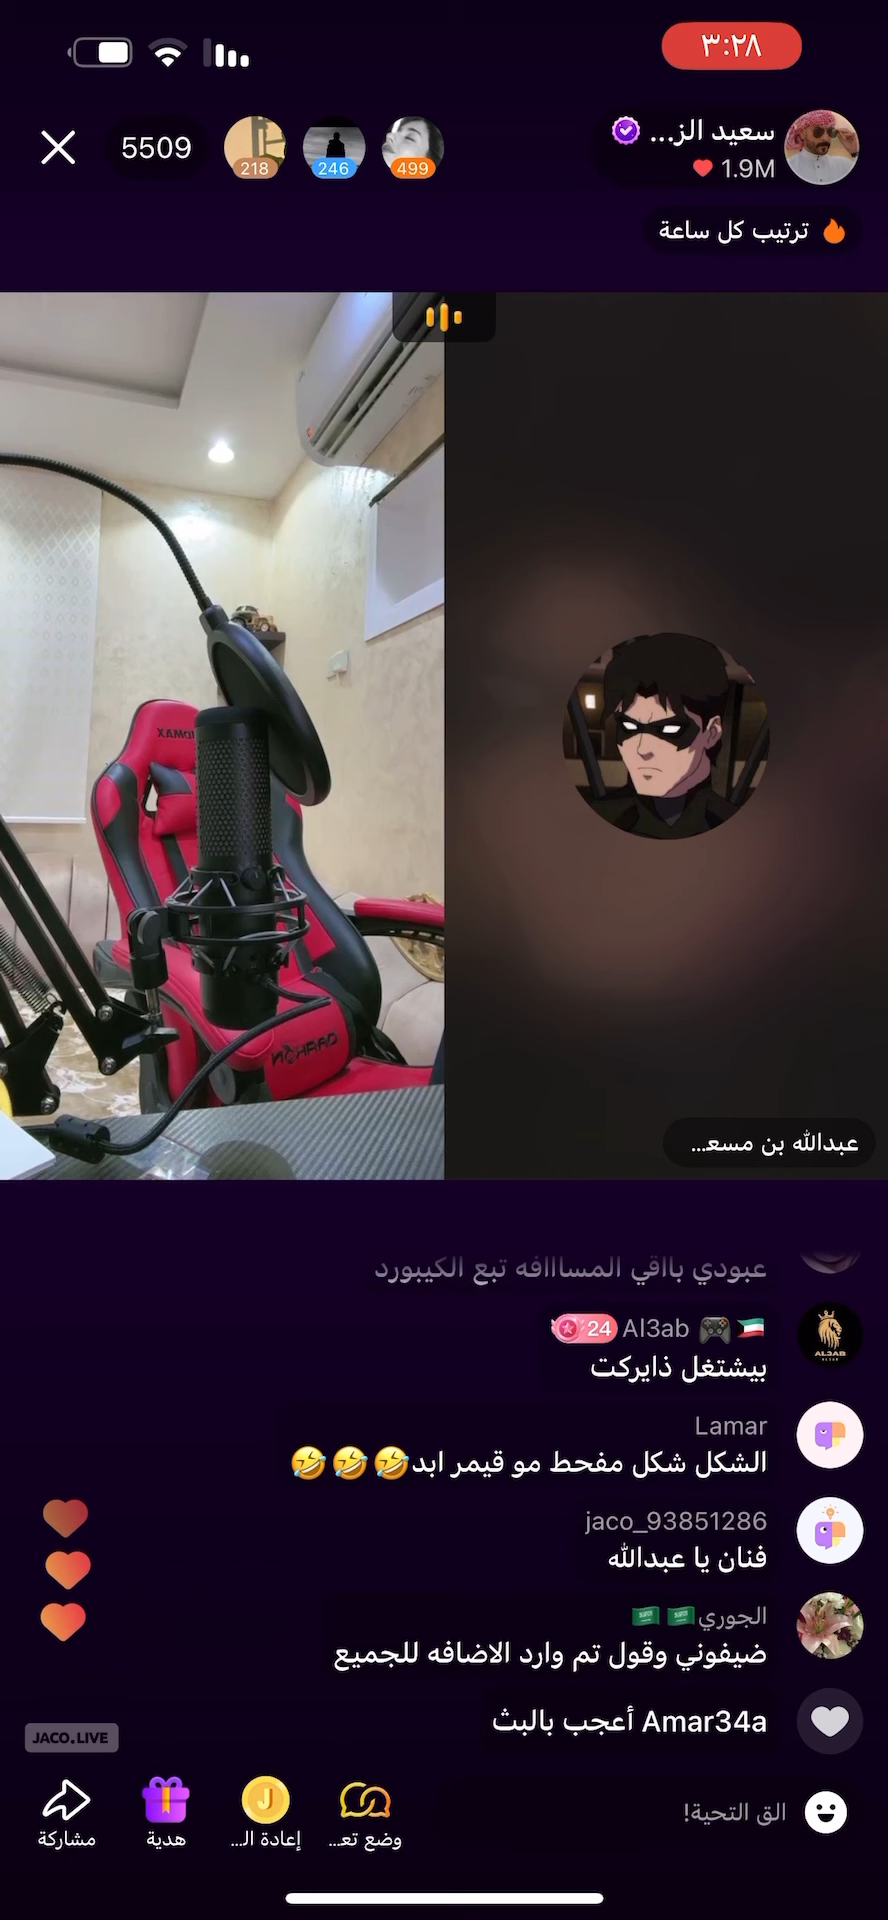 ٣:٢٨
سعيد الز...
1.9M
499
246
218
5509
ترتيب كل ساعة
عبدالله بن مسعـ...
عبودي بااقي المسااافه تبع الكيبورد
Al3ab 24
بيشتغل ذايركت
Lamar
الشكل شكل مفحط مو قيمر ابد🤣🤣🤣
jaco_93851286
فنان يا عبدالله
الجوري
ضيفوني وقول تم وارد الاضافه للجميع
Amar34a أعجب بالبث
JACO.LIVE
الق التحية!
وضع تعـ...
إعادة الـ...
هدية
مشاركة